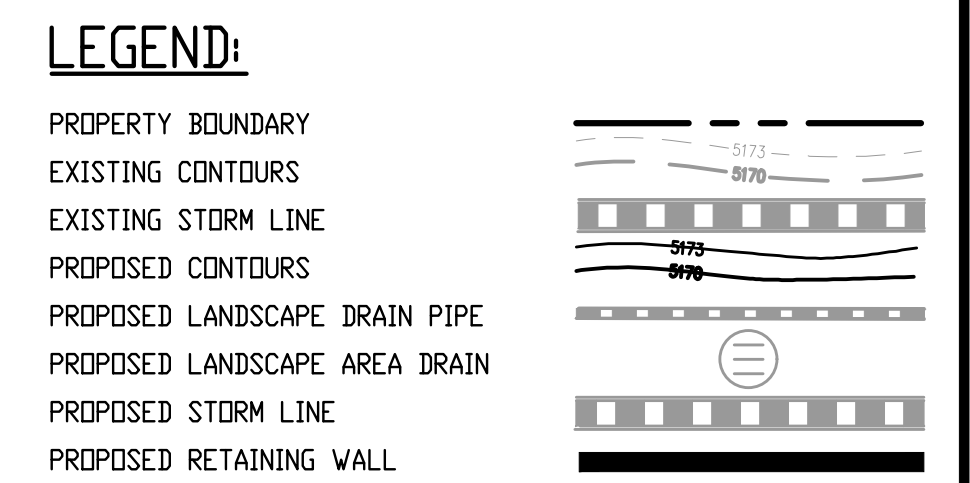 LEGEND:
PROPERTY BOUNDARY
5173
EXISTING CONTOURS
5170
EXISTING STORM LINE
5173
PROPOSED CONTOURS
5170
PROPOSED LANDSCAPE DRAIN PIPE
PROPOSED LANDSCAPE AREA DRAIN
PROPOSED STORM LINE
PROPOSED RETAINING WALL